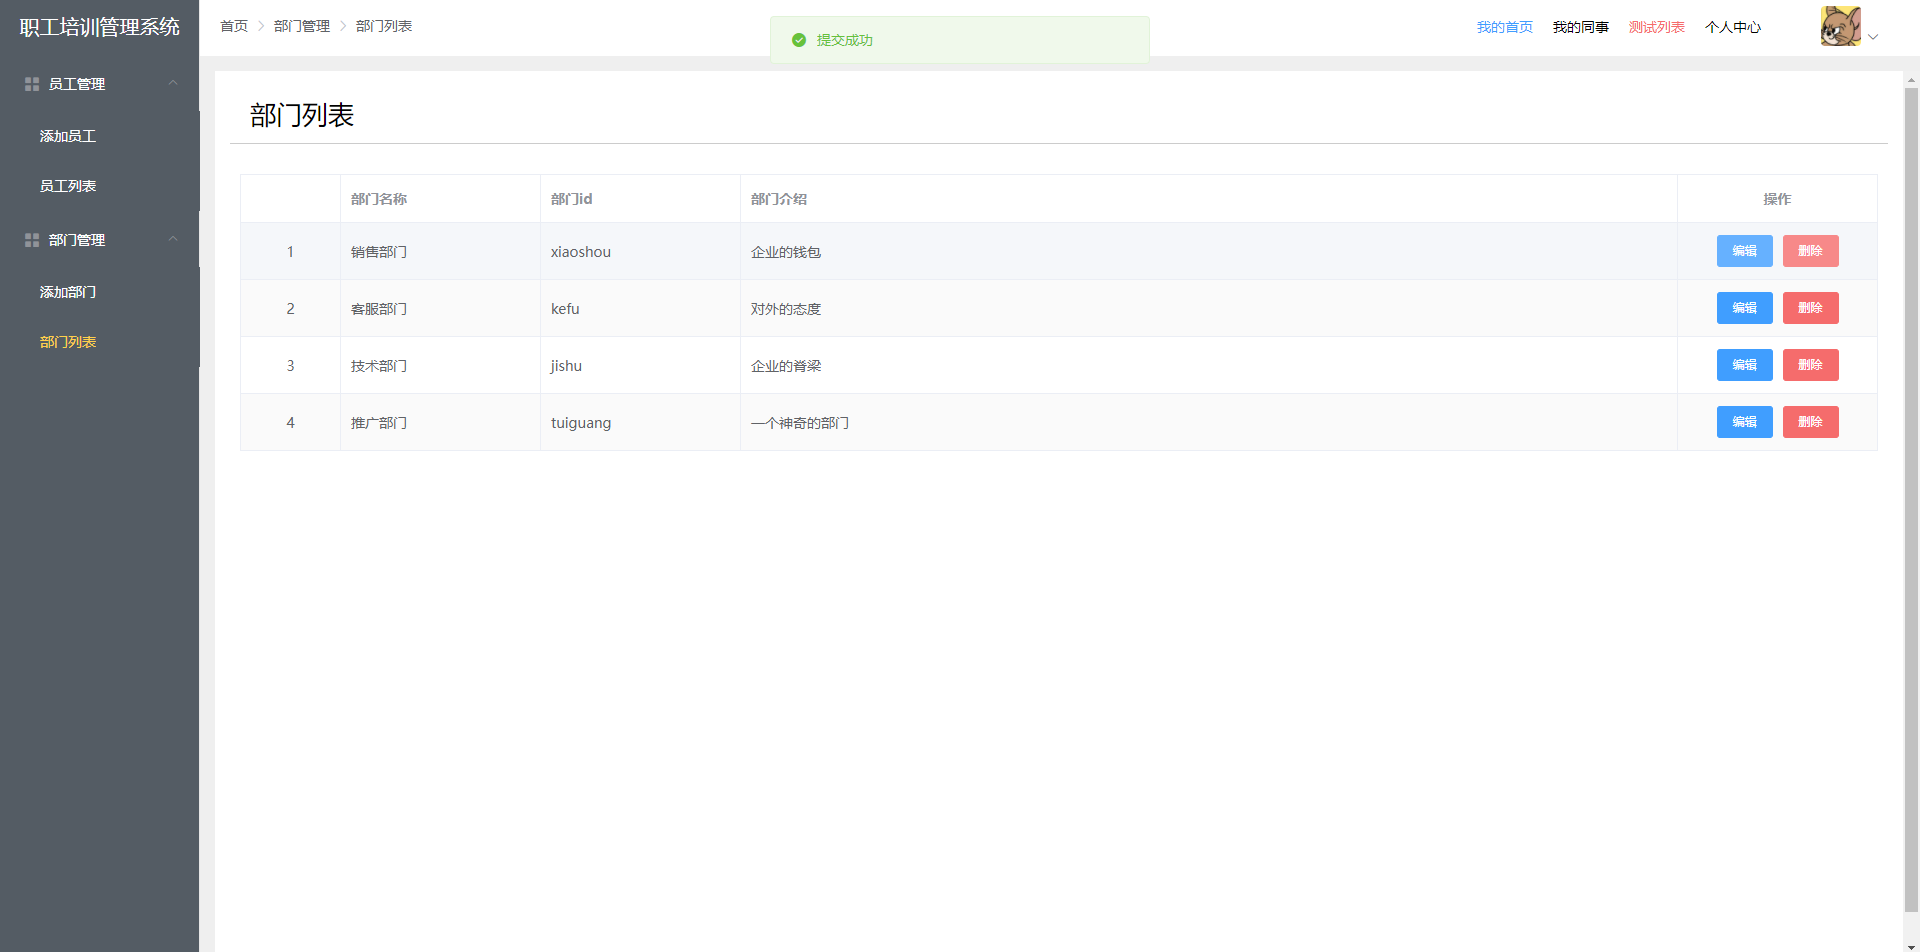 职工培训管理系统
首页 部门管理 部门列表
提交成功
我的首页 我的同事 测试列表 个人中心
员工管理
添加员工
员工列表
部门管理
添加部门
部门列表
部门列表
部门名称 部门id 部门介绍 操作
1 销售部门 xiaoshou 企业的钱包 编辑 删除
2 客服部门 kefu 对外的态度 编辑 删除
3 技术部门 jishu 企业的脊梁 编辑 删除
4 推广部门 tuiguang 一个神奇的部门 编辑 删除